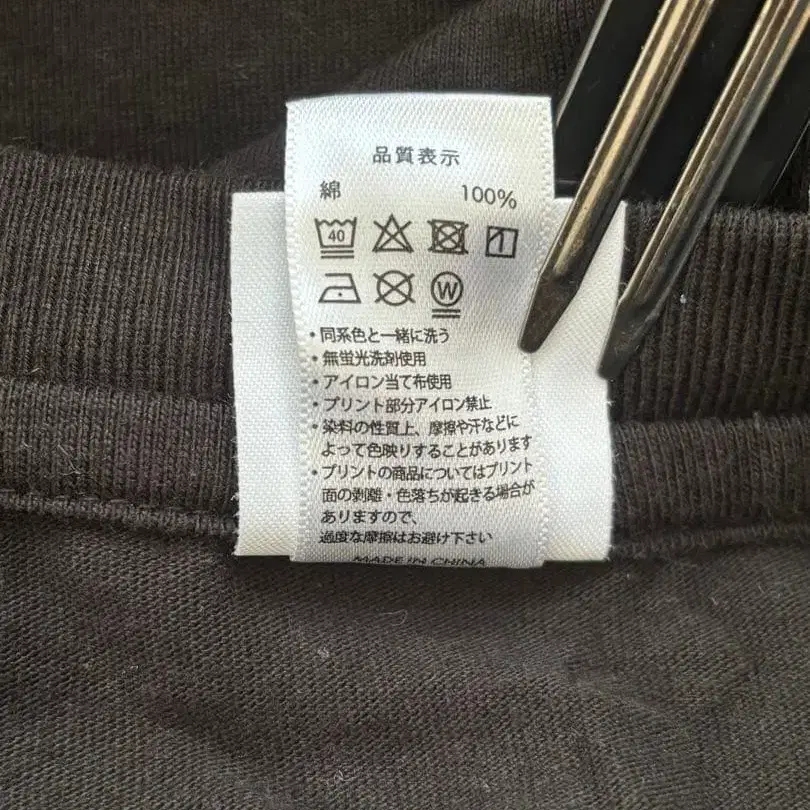 品質表示
綿 100%
40
W
・同系色と一緒に洗う
・無蛍光洗剤使用
・アイロン当て布使用
・プリント部分アイロン禁止
・染料の性質上、摩擦や汗などに
よって色映りすることがあります
・プリントの商品についてはプリント
面の剥離・色落ちが起きる場合が
ありますので、
過度な摩擦はお避け下さい
MADE IN CHINA